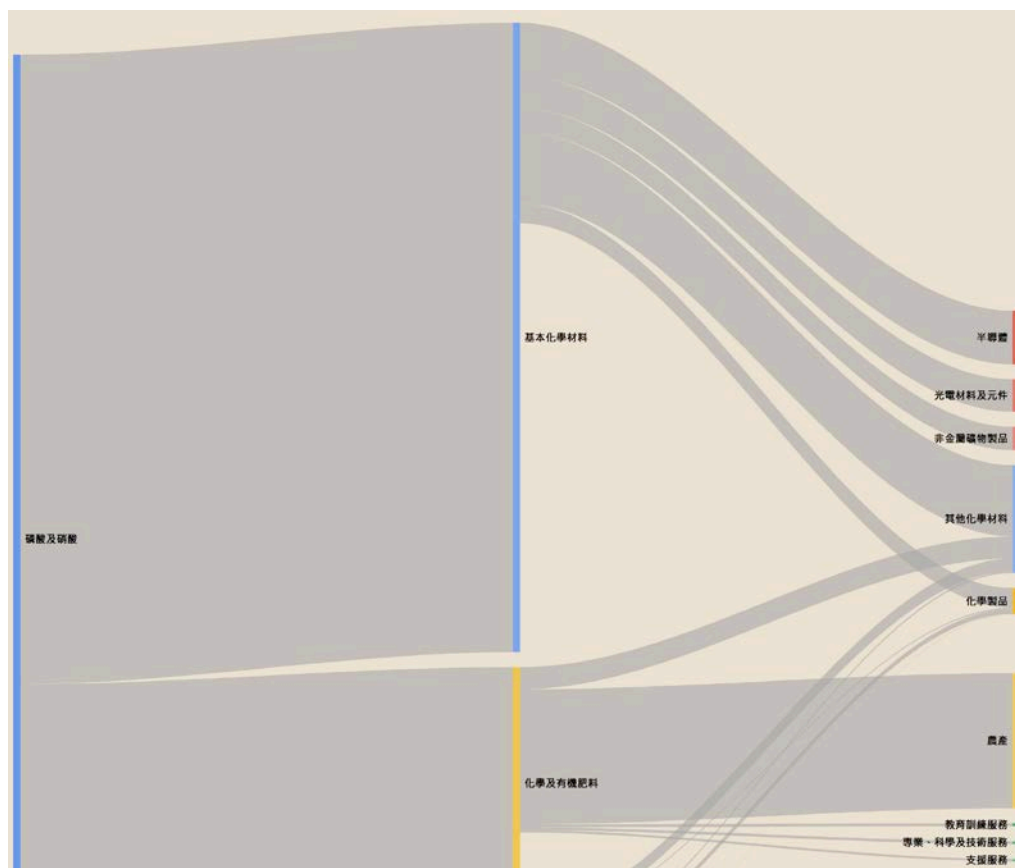 磷酸及硝酸
基本化學材料
化學及有機肥料
半導體
光電材料及元件
非金屬礦物製品
其他化學材料
化學製品
農產
教育訓練服務
專業、科學及技術服務
支援服務